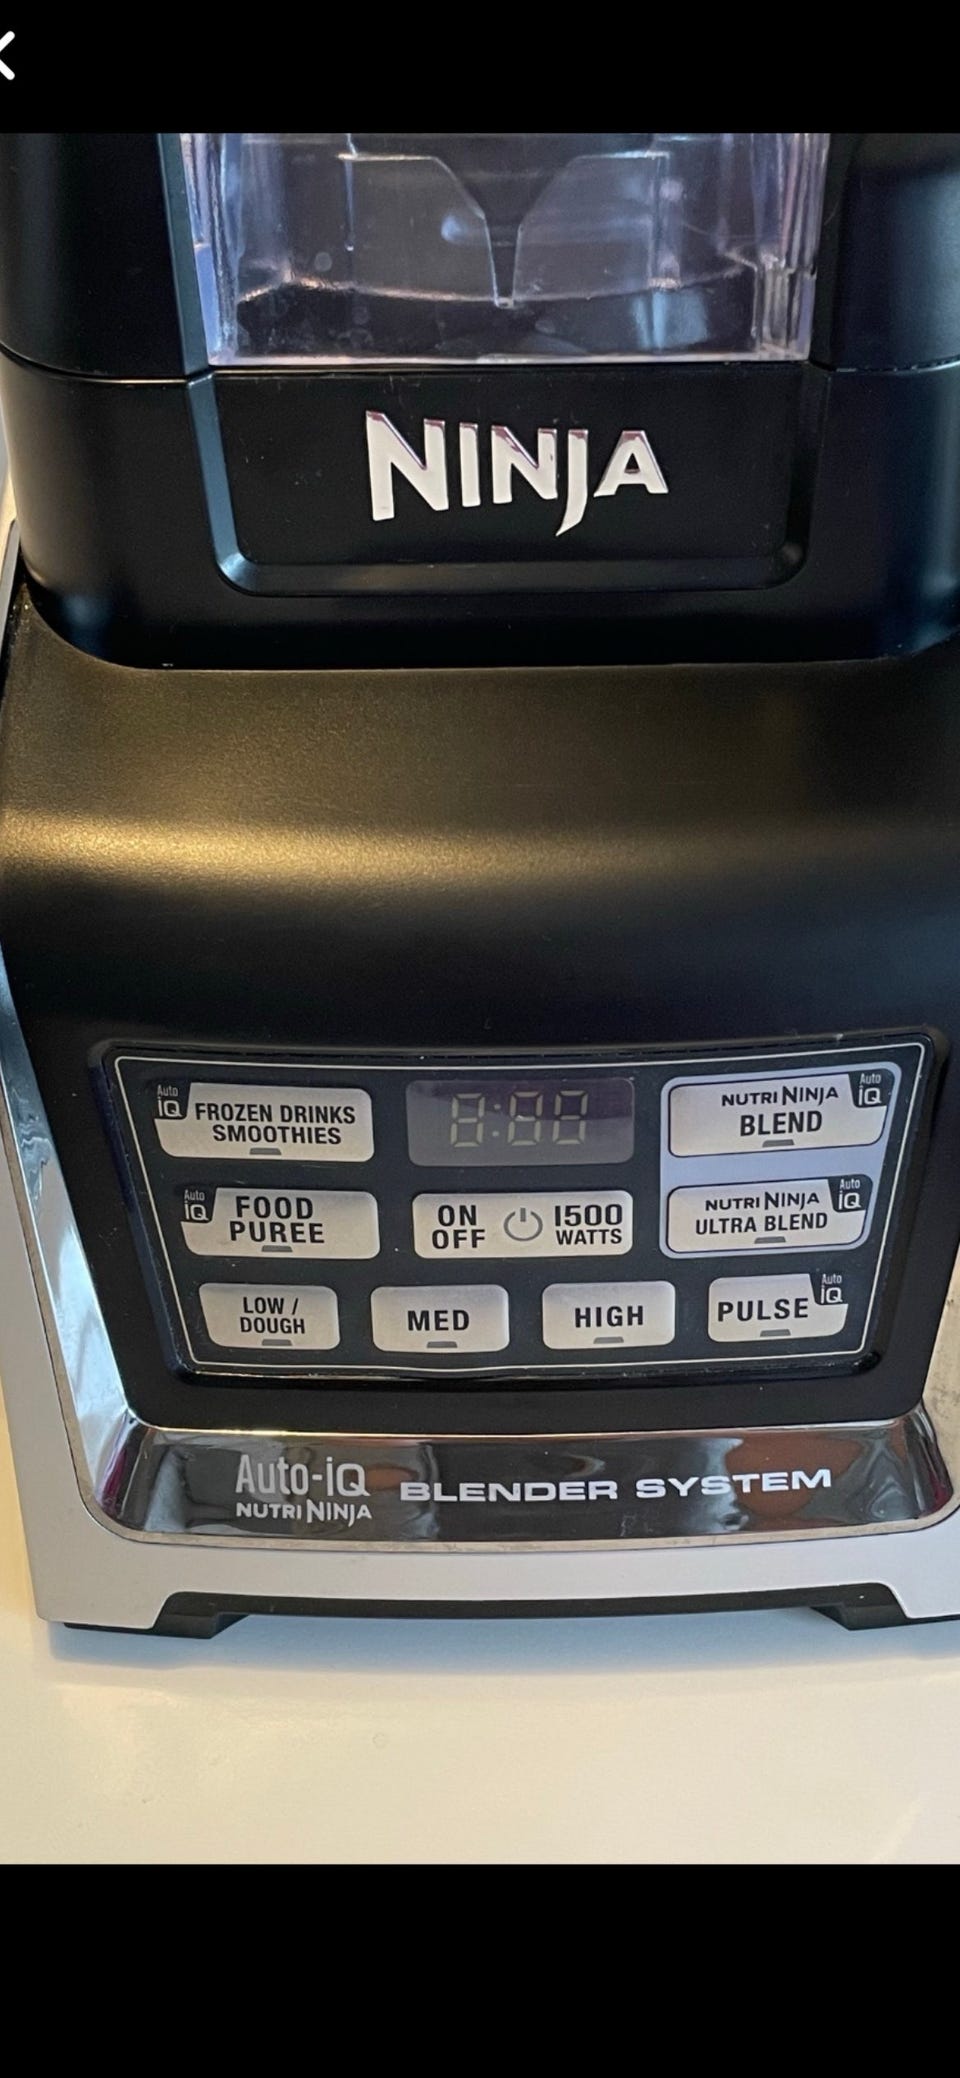 NINJA
Auto iQ FROZEN DRINKS
SMOOTHIES
8:88
NUTRI NINJA Auto iQ
BLEND
Auto iQ FOOD
PUREE
ON
OFF
1500
WATTS
NUTRI NINJA Auto iQ
ULTRA BLEND
LOW /
DOUGH
MED
HIGH
PULSE Auto iQ
Auto-iQ
NUTRI NINJA
BLENDER SYSTEM